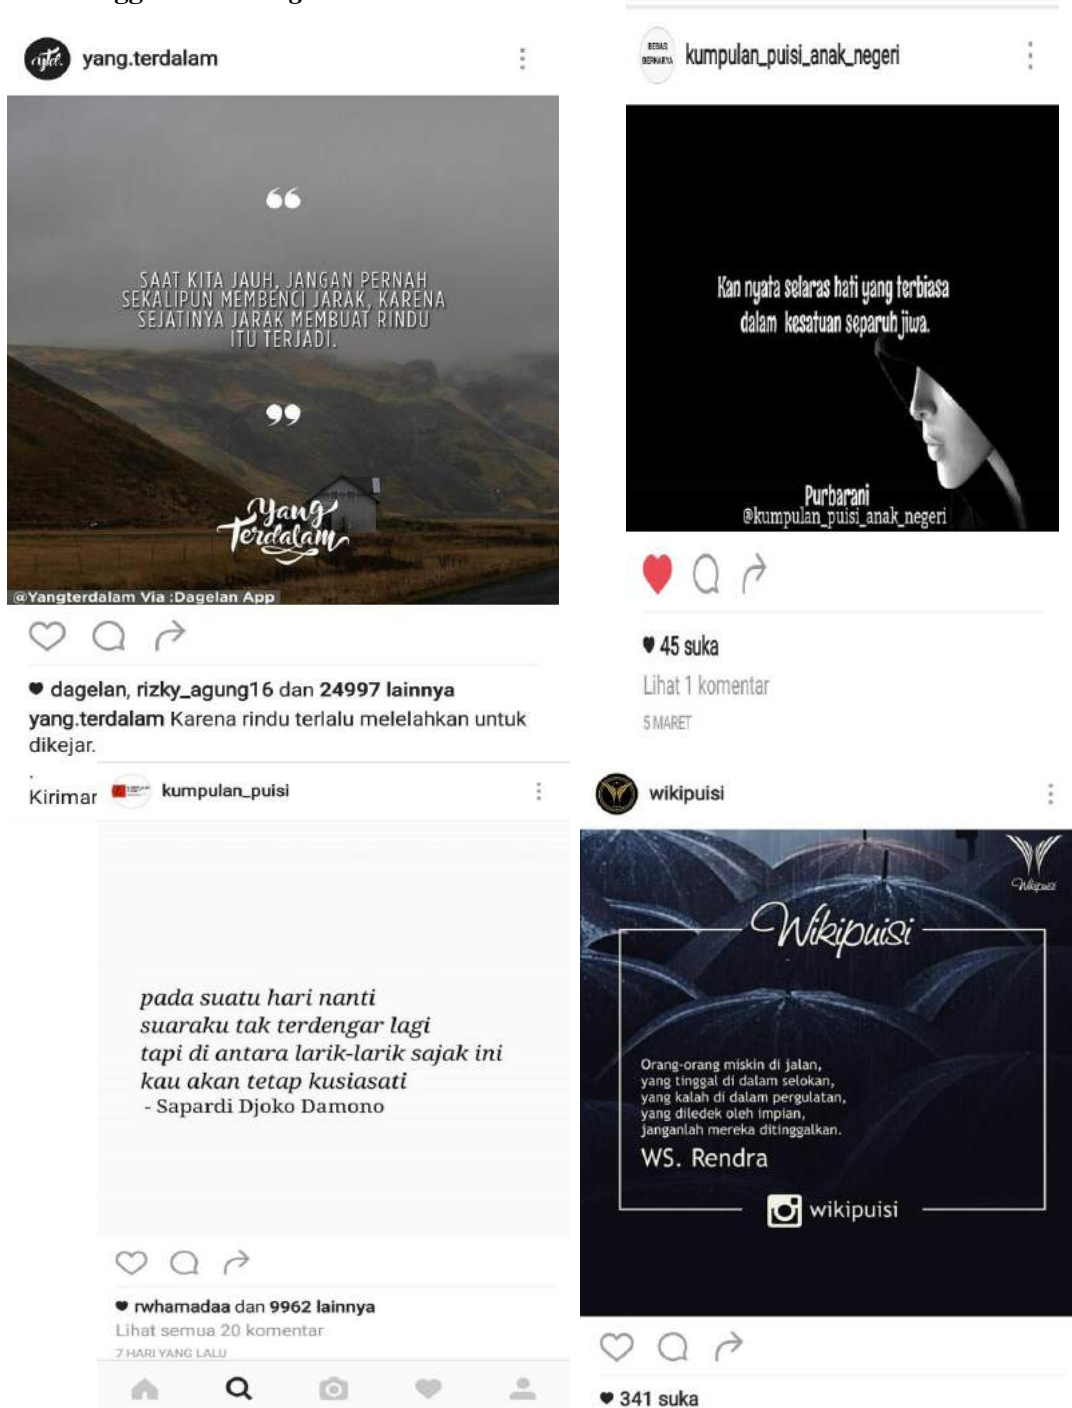 yang.terdalam
SAAT KITA JAUH, JANGAN PERNAH
SEKALIPUN MEMBENCI JARAK, KARENA
SEJATINYA JARAK MEMBUAT RINDU
ITU TERJADI.
Yang
Terdalam
@Yangterdalam Via :Dagelan App
dagelan, rizky_agung16 dan 24997 lainnya
yang.terdalam Karena rindu terlalu melelahkan untuk
dikejar.
.
Kirimar
BEBAS
BERKARYA
kumpulan_puisi_anak_negeri
Kan nyata selaras hati yang terbiasa
dalam kesatuan separuh jiwa.
Purbarani
@kumpulan_puisi_anak_negeri
45 suka
Lihat 1 komentar
5 MARET
kumpulan_puisi
pada suatu hari nanti
suaraku tak terdengar lagi
tapi di antara larik-larik sajak ini
kau akan tetap kusiasati
- Sapardi Djoko Damono
rwhamadaa dan 9962 lainnya
Lihat semua 20 komentar
7 HARI YANG LALU
wikipuisi
Wikipuisi
Wikipuisi
Orang-orang miskin di jalan,
yang tinggal di dalam selokan,
yang kalah di dalam pergulatan,
yang diledek oleh impian,
janganlah mereka ditinggalkan.
WS. Rendra
wikipuisi
341 suka